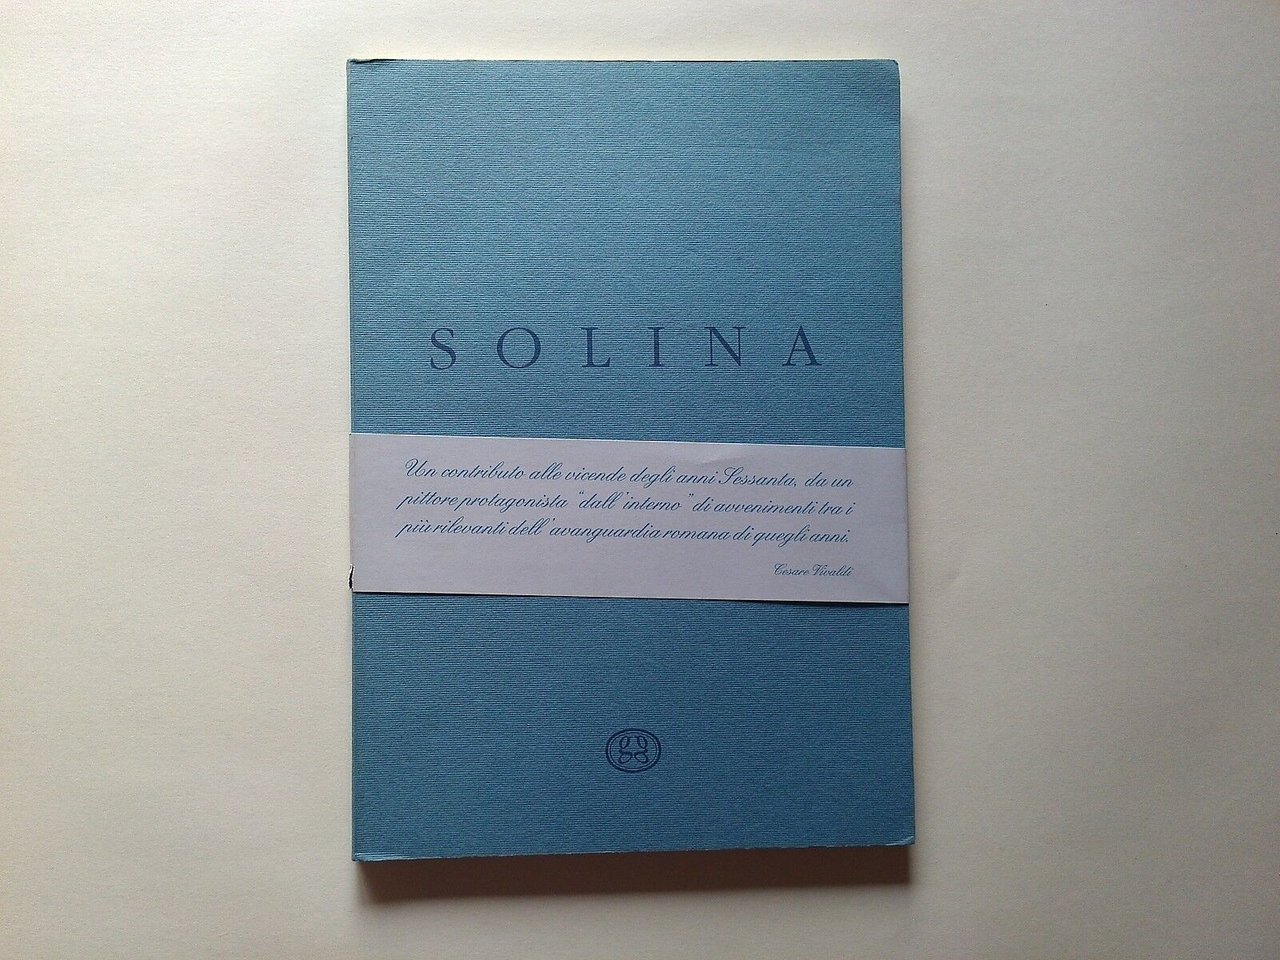 SOLINA
Un contributo alle vicende degli anni Sessanta, da un
pittore protagonista "dall'interno" di avvenimenti tra i
più rilevanti dell'avanguardia romana di quegli anni.
Cesare Vivaldi